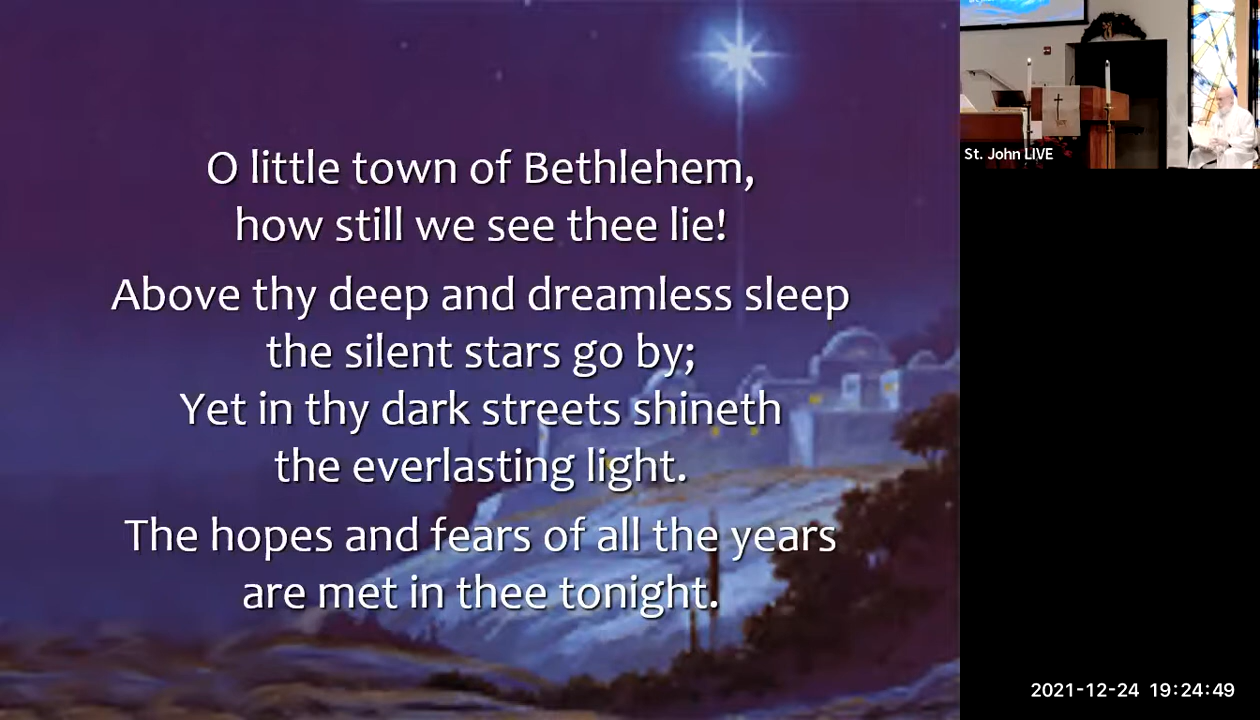 O little town of Bethlehem,
how still we see thee lie!
Above thy deep and dreamless sleep
the silent stars go by;
Yet in thy dark streets shineth
the everlasting light.
The hopes and fears of all the years
are met in thee tonight.
St. John LIVE
2021-12-24 19:24:49